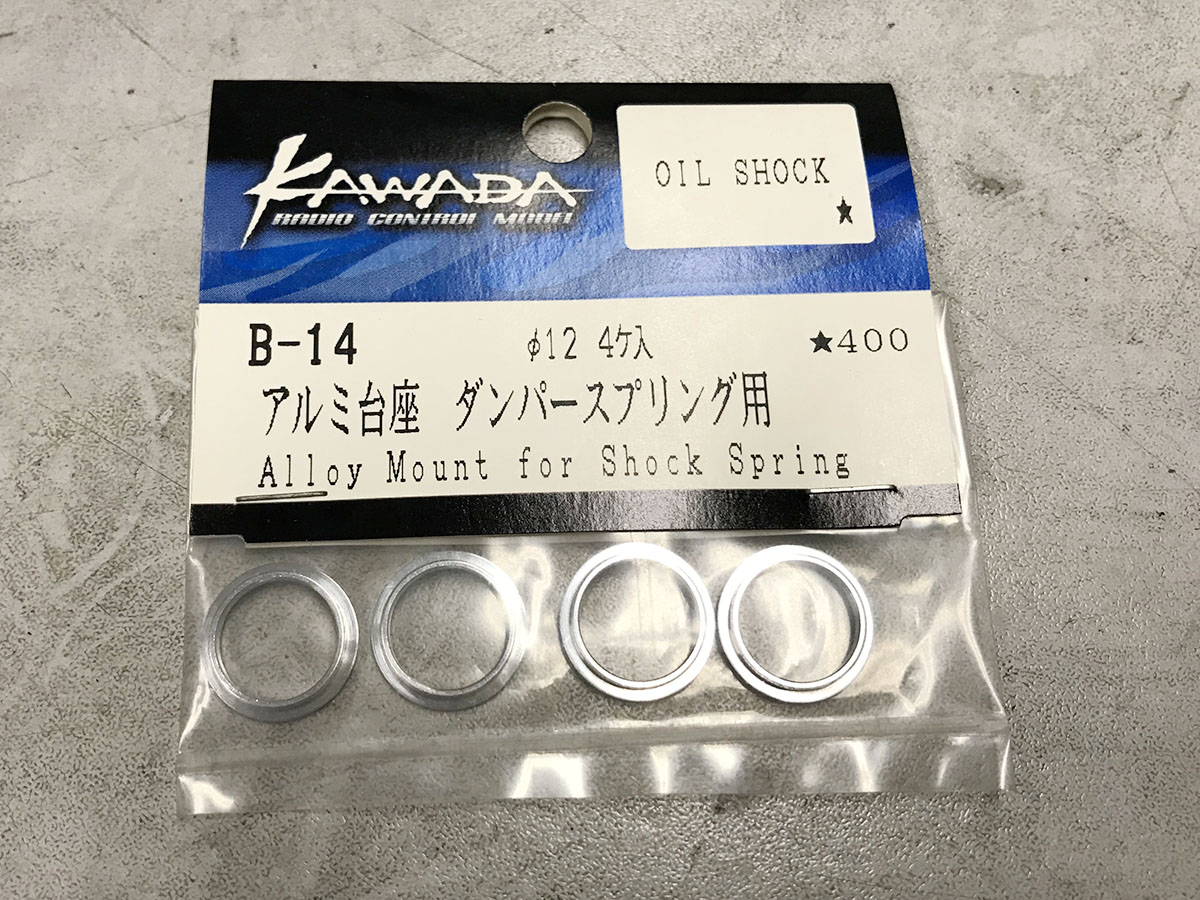 KAWADA
RADIO CONTROL MODEL
OIL SHOCK
★
B-14 φ12 4ケ入 ★400
アルミ台座 ダンパースプリング用
Alloy Mount for Shock Spring